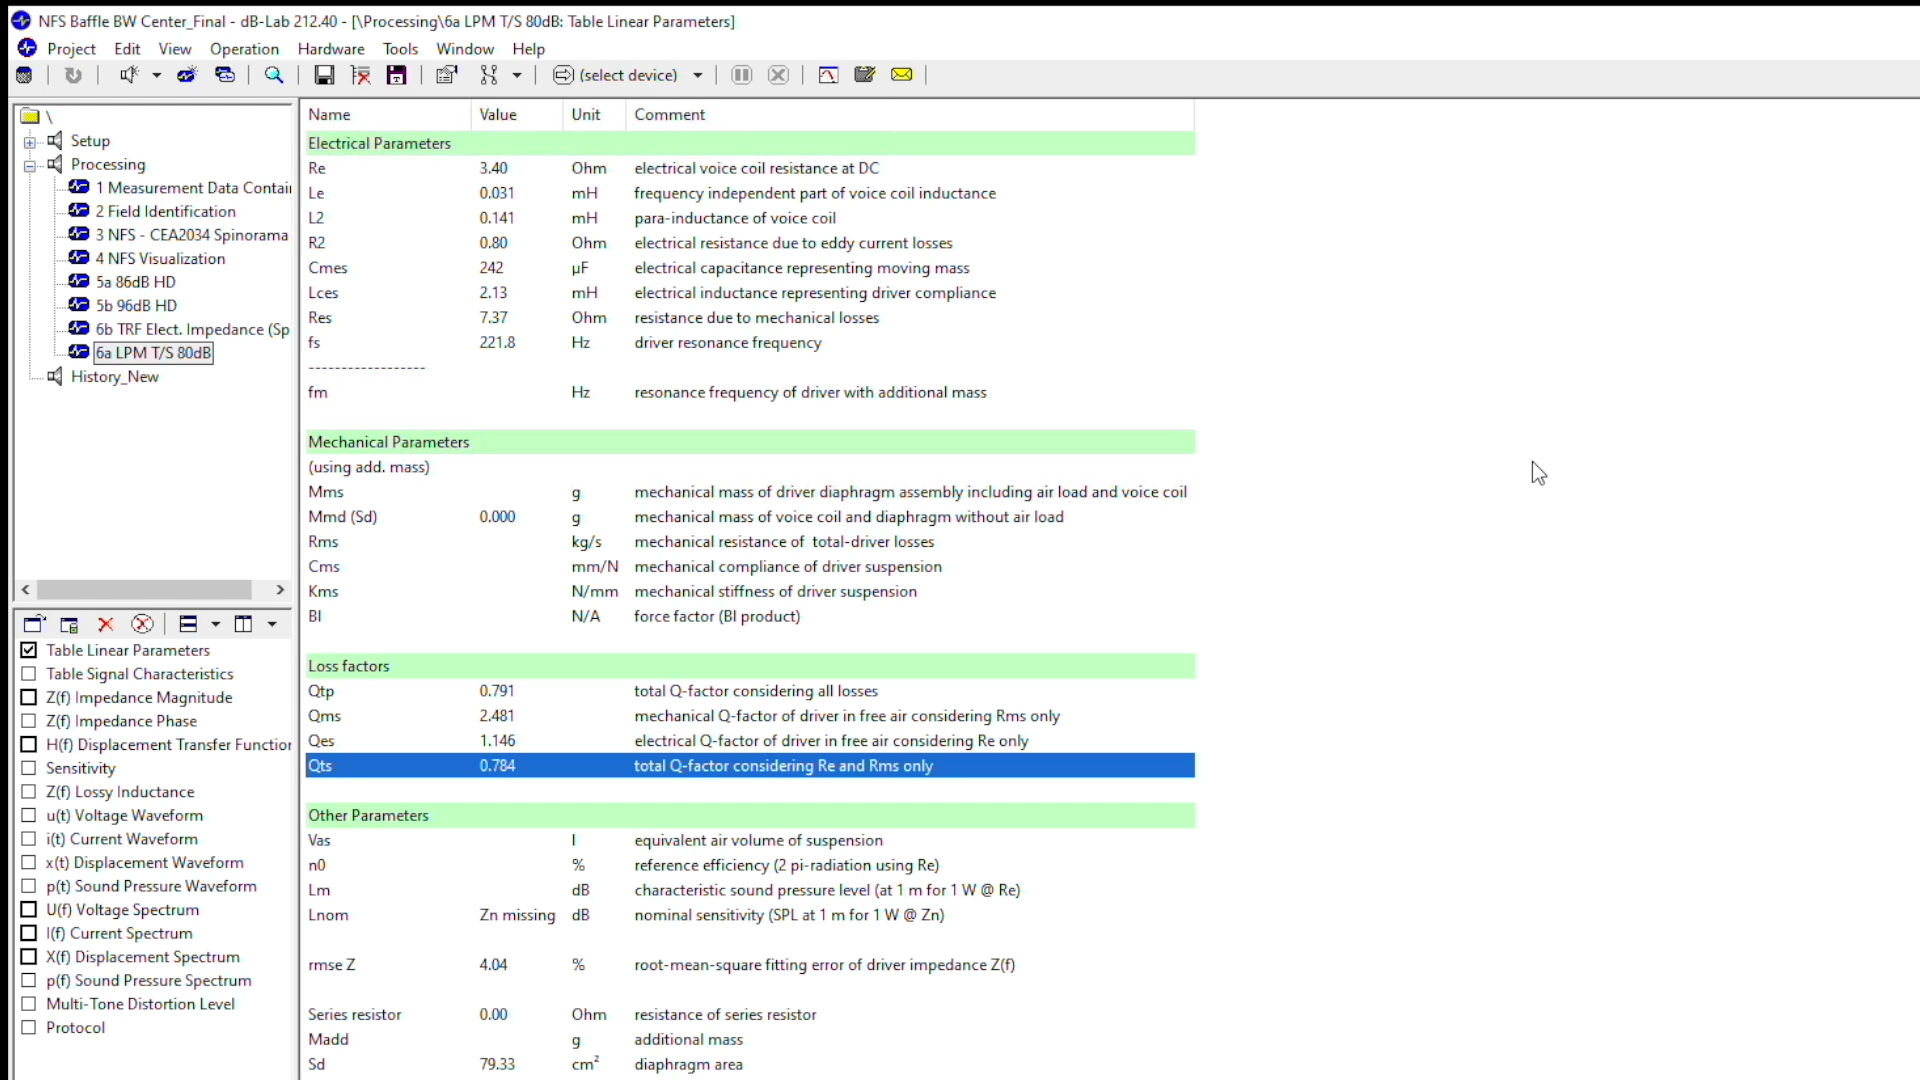 NFS Baffle BW Center_Final - dB-Lab 212.40 - [\Processing\6a LPM T/S 80dB: Table Linear Parameters]
Project Edit View Operation Hardware Tools Window Help
(select device)
\
Setup
Processing
1 Measurement Data Contai
2 Field Identification
3 NFS - CEA2034 Spinorama
4 NFS Visualization
5a 86dB HD
5b 96dB HD
6b TRF Elect. Impedance (Sp
6a LPM T/S 80dB
History_New
Table Linear Parameters
Table Signal Characteristics
Z(f) Impedance Magnitude
Z(f) Impedance Phase
H(f) Displacement Transfer Function
Sensitivity
Z(f) Lossy Inductance
u(t) Voltage Waveform
i(t) Current Waveform
x(t) Displacement Waveform
p(t) Sound Pressure Waveform
U(f) Voltage Spectrum
I(f) Current Spectrum
X(f) Displacement Spectrum
p(f) Sound Pressure Spectrum
Multi-Tone Distortion Level
Protocol
Name Value Unit Comment
Electrical Parameters
Re 3.40 Ohm electrical voice coil resistance at DC
Le 0.031 mH frequency independent part of voice coil inductance
L2 0.141 mH para-inductance of voice coil
R2 0.80 Ohm electrical resistance due to eddy current losses
Cmes 242 µF electrical capacitance representing moving mass
Lces 2.13 mH electrical inductance representing driver compliance
Res 7.37 Ohm resistance due to mechanical losses
fs 221.8 Hz driver resonance frequency
------------------
fm Hz resonance frequency of driver with additional mass
Mechanical Parameters
(using add. mass)
Mms g mechanical mass of driver diaphragm assembly including air load and voice coil
Mmd (Sd) 0.000 g mechanical mass of voice coil and diaphragm without air load
Rms kg/s mechanical resistance of total-driver losses
Cms mm/N mechanical compliance of driver suspension
Kms N/mm mechanical stiffness of driver suspension
Bl N/A force factor (Bl product)
Loss factors
Qtp 0.791 total Q-factor considering all losses
Qms 2.481 mechanical Q-factor of driver in free air considering Rms only
Qes 1.146 electrical Q-factor of driver in free air considering Re only
Qts 0.784 total Q-factor considering Re and Rms only
Other Parameters
Vas l equivalent air volume of suspension
n0 % reference efficiency (2 pi-radiation using Re)
Lm dB characteristic sound pressure level (at 1 m for 1 W @ Re)
Lnom Zn missing dB nominal sensitivity (SPL at 1 m for 1 W @ Zn)
rmse Z 4.04 % root-mean-square fitting error of driver impedance Z(f)
Series resistor 0.00 Ohm resistance of series resistor
Madd g additional mass
Sd 79.33 cm² diaphragm area